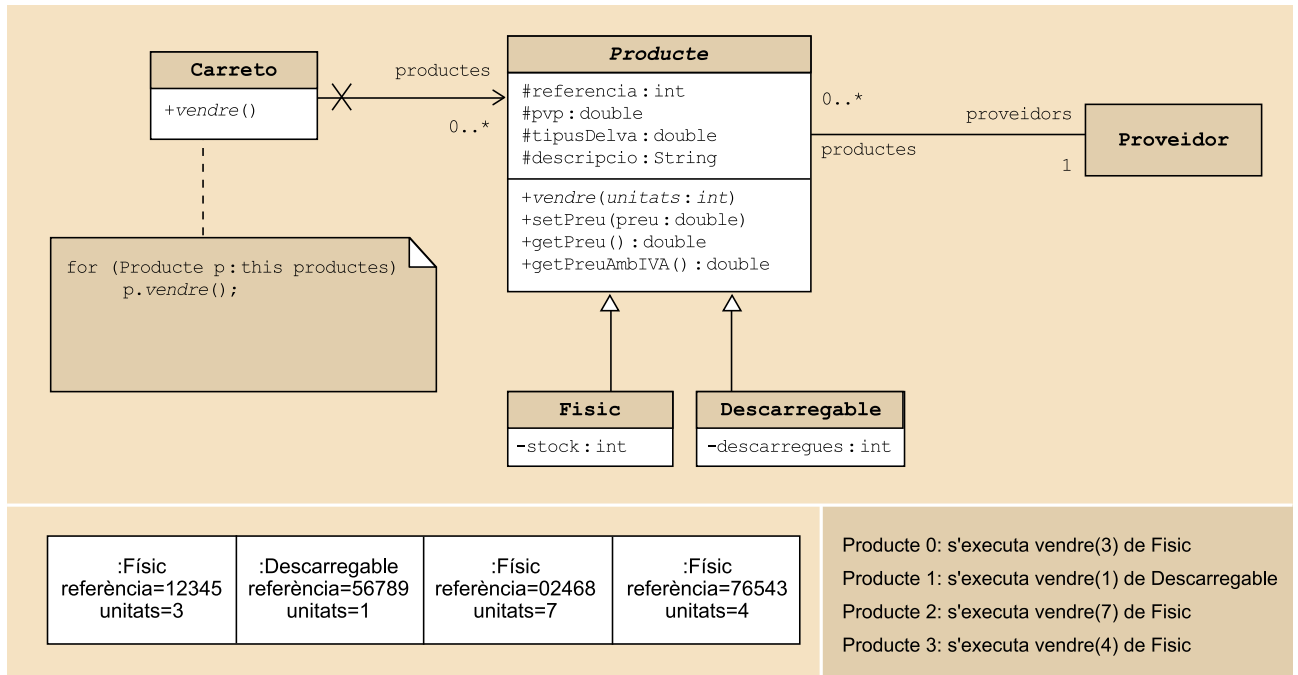 Carreto
+vendre()
productes
0..*
Producte
#referencia:int
#pvp:double
#tipusDelva:double
#descripcio:String
+vendre(unitats:int)
+setPreu(preu:double)
+getPreu():double
+getPreuAmbIVA():double
0..*
productes
proveidors
1
Proveidor
for (Producte p:this productes)
p.vendre();
Fisic
-stock:int
Descarregable
-descarregues:int
:Físic
referència=12345
unitats=3
:Descarregable
referència=56789
unitats=1
:Físic
referència=02468
unitats=7
:Físic
referència=76543
unitats=4
Producte 0: s'executa vendre(3) de Fisic
Producte 1: s'executa vendre(1) de Descarregable
Producte 2: s'executa vendre(7) de Fisic
Producte 3: s'executa vendre(4) de Fisic